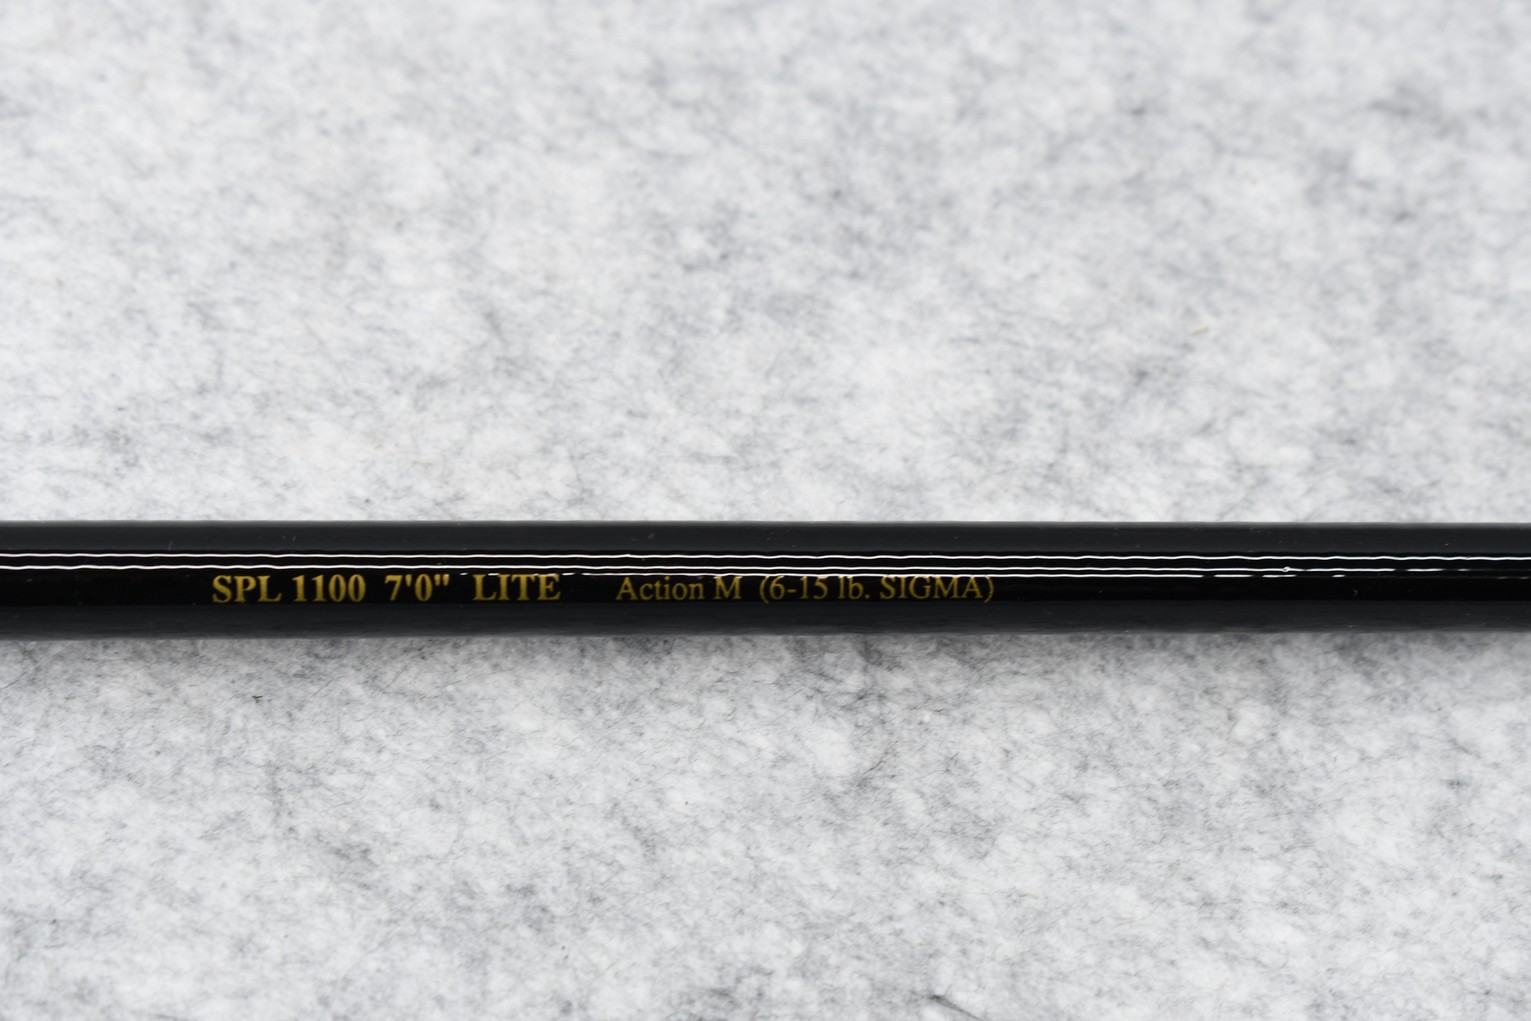 SPL 1100 7'0" LITE Action M (6-15 lb. SIGMA)